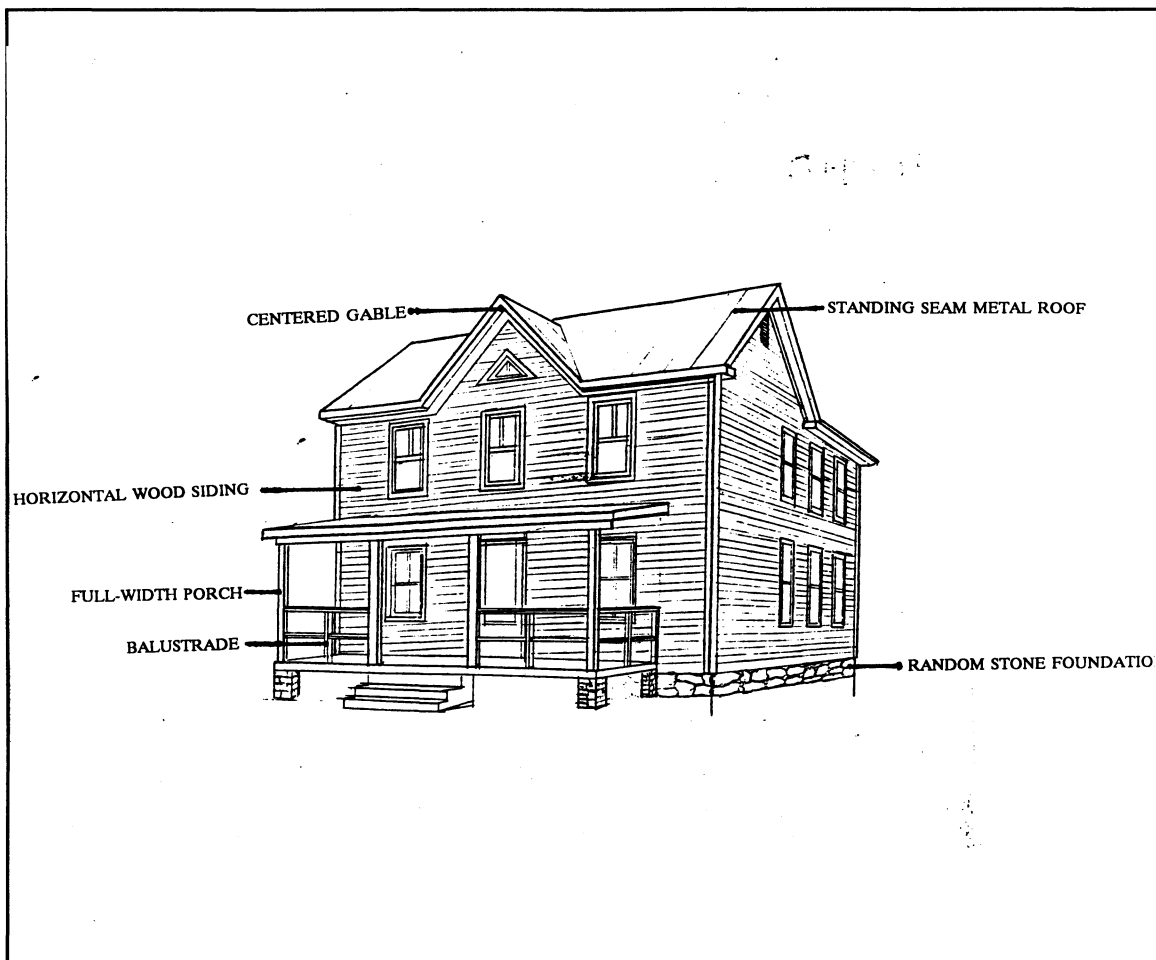 CENTERED GABLE
STANDING SEAM METAL ROOF
HORIZONTAL WOOD SIDING
FULL-WIDTH PORCH
BALUSTRADE
RANDOM STONE FOUNDATIO